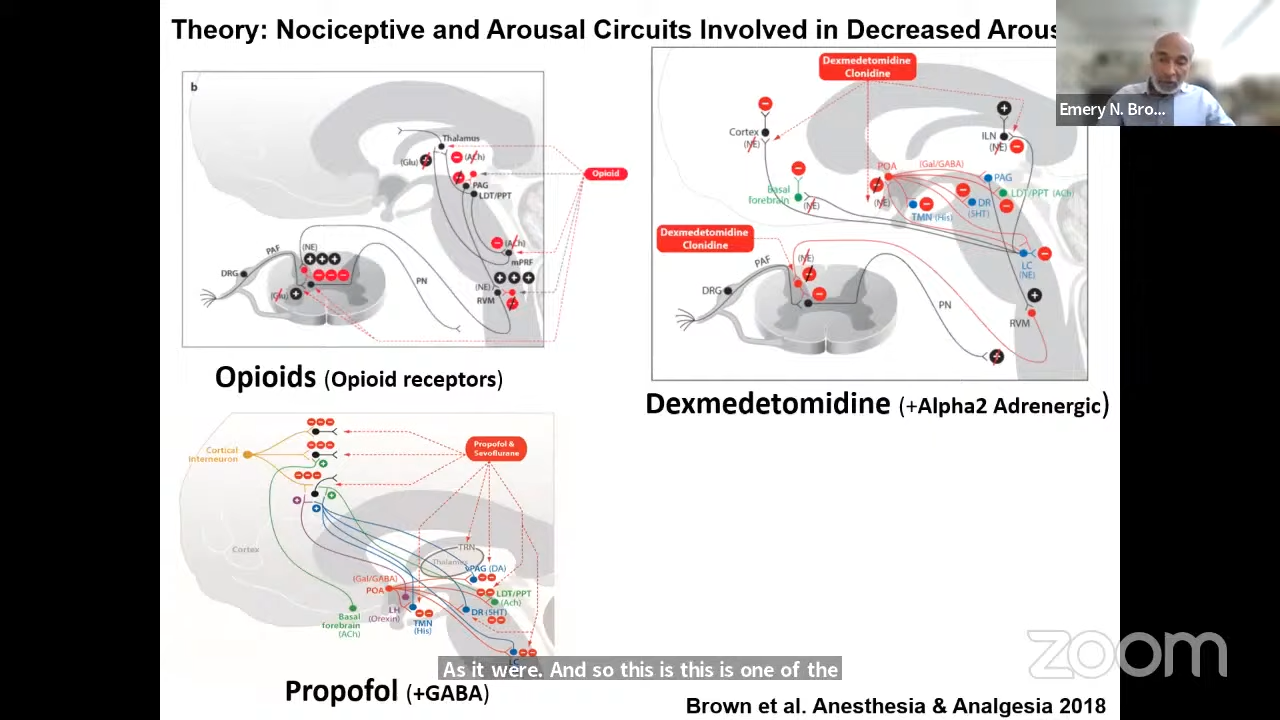 Theory: Nociceptive and Arousal Circuits Involved in Decreased Arous
Emery N. Bro...
b
Thalamus
(Glu)
(ACh)
PAG
LDT/PPT
Opioid
(ACh)
mPRF
PAF
(NE)
DRG
(Glu)
PN
(NE)
RVM
Opioids (Opioid receptors)
Dexmedetomidine
Clonidine
Cortex
(NE)
ILN
(NE)
POA
(Gal/GABA)
PAG
Basal
forebrain
(NE)
(NE)
LDT/PPT (ACh)
DR
(5HT)
TMN (His)
Dexmedetomidine
Clonidine
LC
(NE)
PAF
(NE)
DRG
PN
RVM
Dexmedetomidine (+Alpha2 Adrenergic)
Cortical
Interneuron
Propofol &
Sevoflurane
Cortex
TRN
Thalamus
vPAG (DA)
(Gal/GABA)
POA
LDT/PPT
(Ach)
LH
(Orexin)
TMN
(His)
DR (5HT)
Basal
forebrain
(ACh)
LC
As it were. And so this is this is one of the
Propofol (+GABA)
zoom
Brown et al. Anesthesia & Analgesia 2018